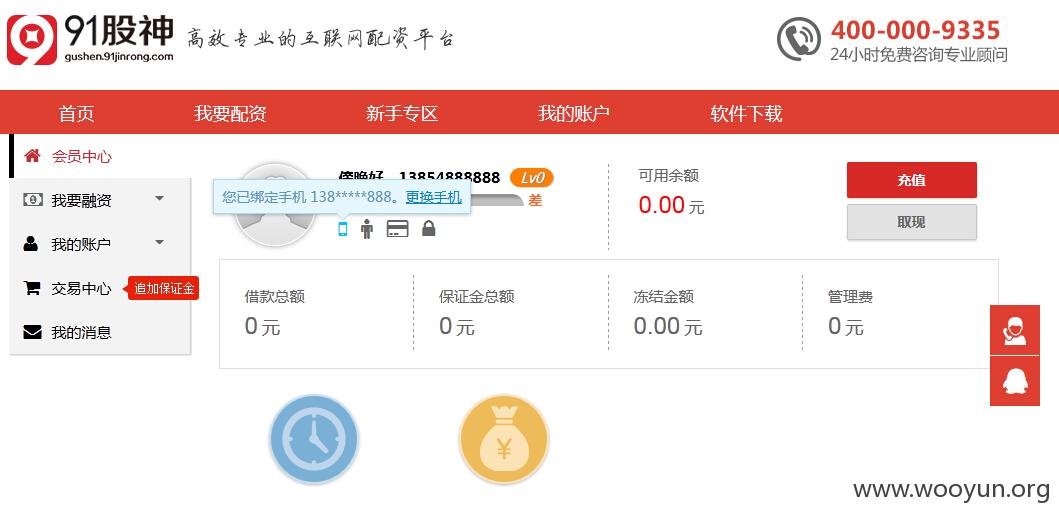 91股神
gushen.91jinrong.com
高效专业的互联网配资平台
400-000-9335
24小时免费咨询专业顾问
首页
我要配资
新手专区
我的账户
软件下载
会员中心
我要融资
我的账户
交易中心
追加保证金
我的消息
傍晚好，13854888888
Lv0
您已绑定手机 138*****888。更换手机
差
可用余额
0.00 元
充值
取现
借款总额
0 元
保证金总额
0 元
冻结金额
0.00 元
管理费
0 元
www.wooyun.org